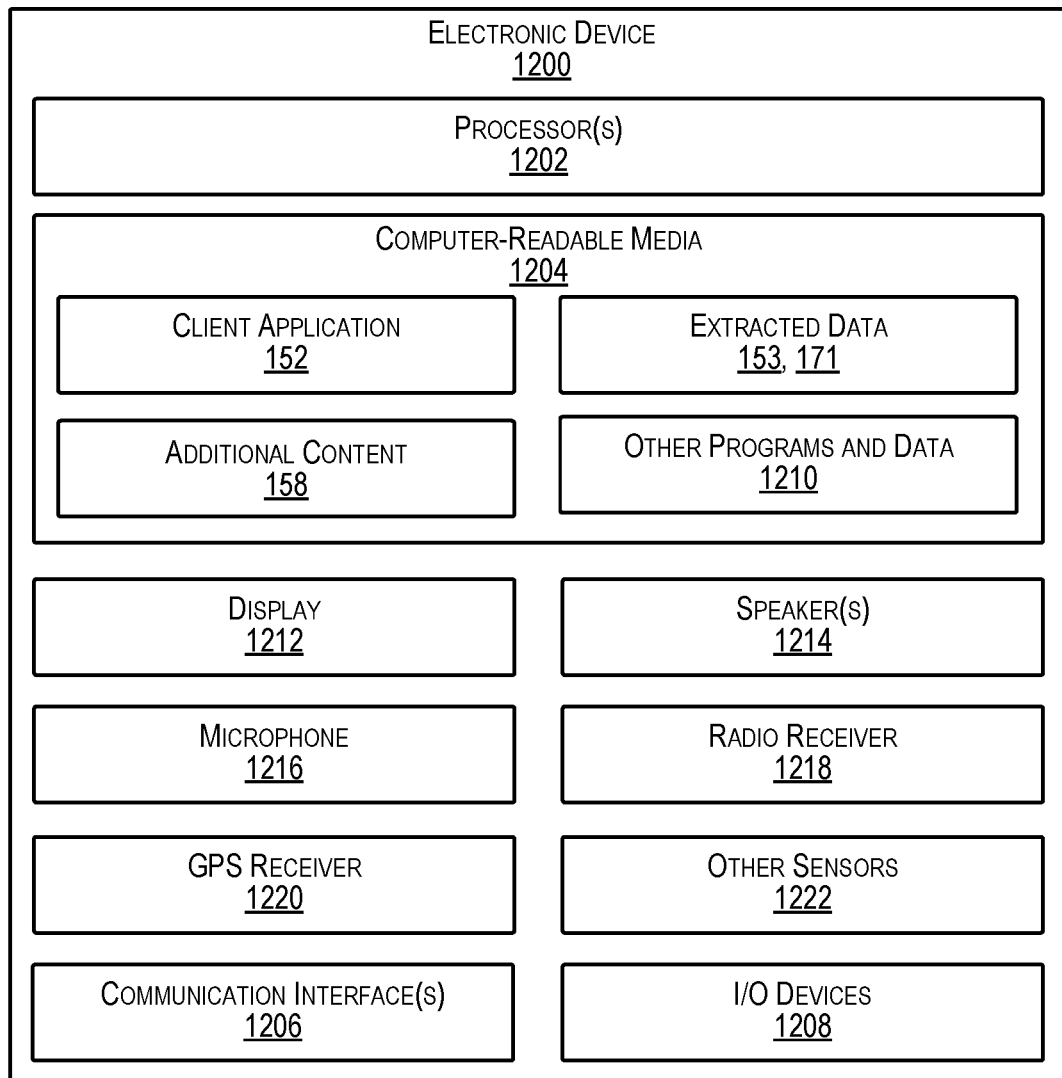 ELECTRONIC DEVICE
1200
PROCESSOR(S)
1202
COMPUTER-READABLE MEDIA
1204
CLIENT APPLICATION
152
EXTRACTED DATA
153, 171
ADDITIONAL CONTENT
158
OTHER PROGRAMS AND DATA
1210
DISPLAY
1212
SPEAKER(S)
1214
MICROPHONE
1216
RADIO RECEIVER
1218
GPS RECEIVER
1220
OTHER SENSORS
1222
COMMUNICATION INTERFACE(S)
1206
I/O DEVICES
1208